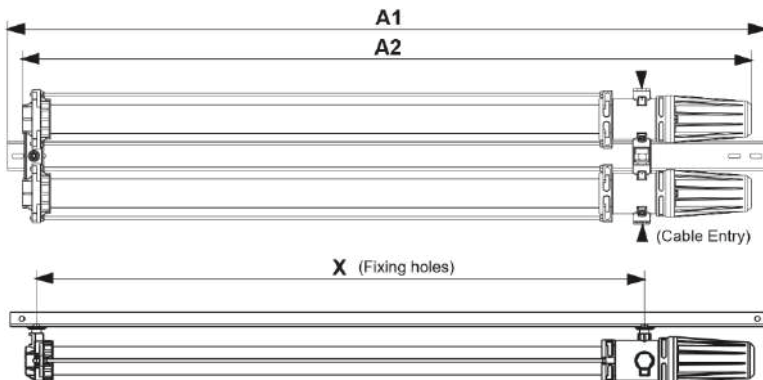 A1
A2
(Cable Entry)
X (Fixing holes)